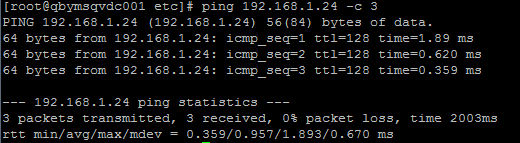 [root@qbymsqvdc001 etc]# ping 192.168.1.24 -c 3
PING 192.168.1.24 (192.168.1.24) 56(84) bytes of data.
64 bytes from 192.168.1.24: icmp_seq=1 ttl=128 time=1.89 ms
64 bytes from 192.168.1.24: icmp_seq=2 ttl=128 time=0.620 ms
64 bytes from 192.168.1.24: icmp_seq=3 ttl=128 time=0.359 ms
--- 192.168.1.24 ping statistics ---
3 packets transmitted, 3 received, 0% packet loss, time 2003ms
rtt min/avg/max/mdev = 0.359/0.957/1.893/0.670 ms